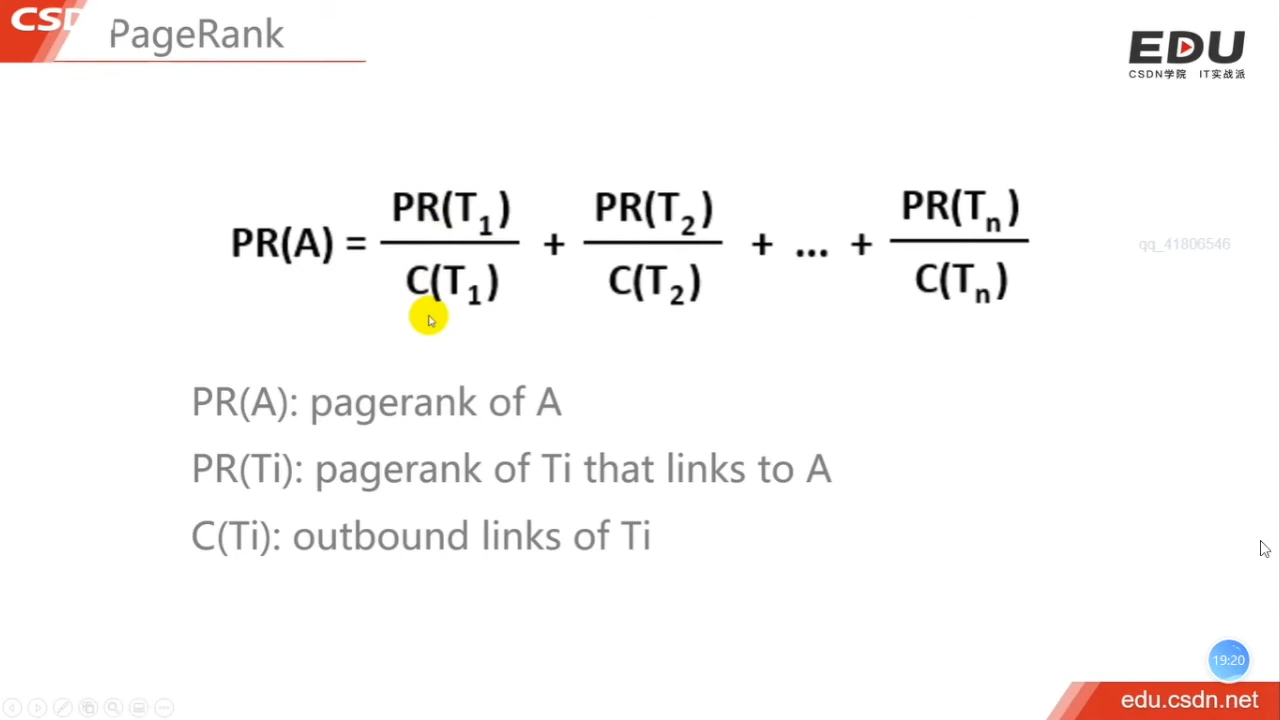 CSD
PageRank
EDU
CSDN学院 IT实战派
PR(A) = PR(T1)/C(T1) + PR(T2)/C(T2) + ... + PR(Tn)/C(Tn)
qq_41806546
PR(A): pagerank of A
PR(Ti): pagerank of Ti that links to A
C(Ti): outbound links of Ti
19:20
edu.csdn.net